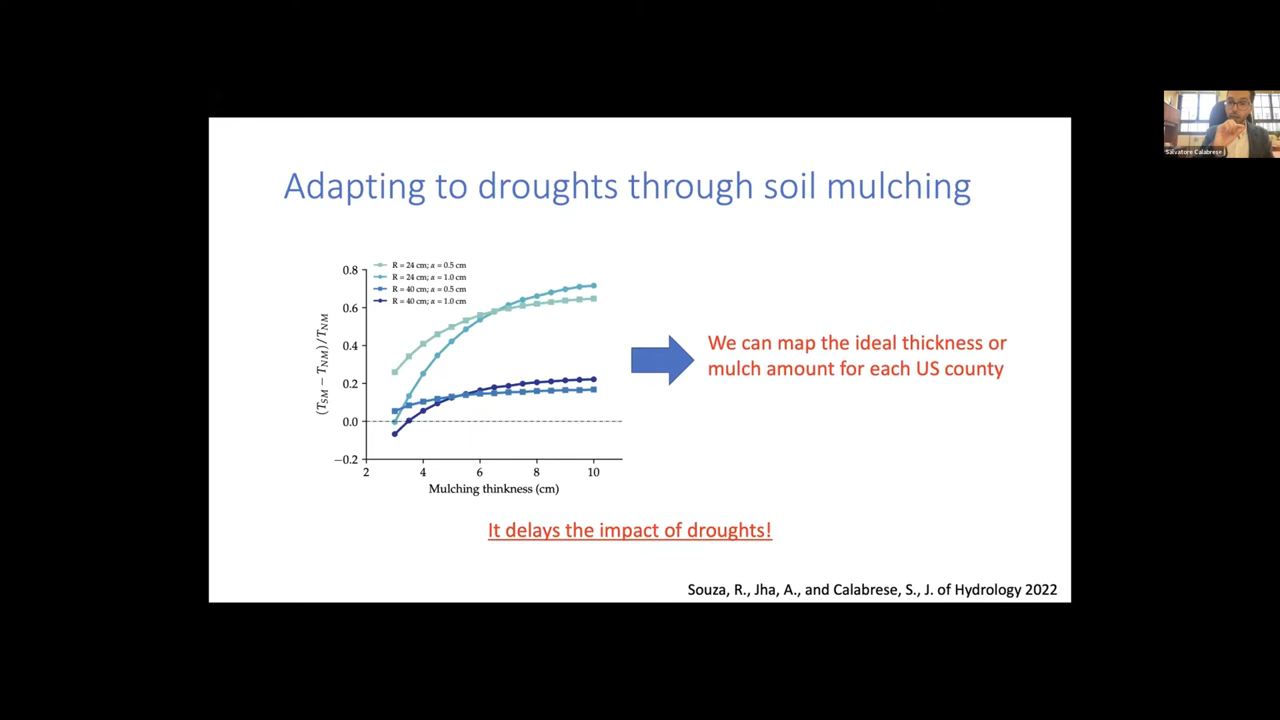 Salvatore Calabrese
Adapting to droughts through soil mulching
R = 24 cm; α = 0.5 cm
R = 24 cm; α = 1.0 cm
R = 40 cm; α = 0.5 cm
R = 40 cm; α = 1.0 cm
0.8
0.6
0.4
0.2
0.0
−0.2
(T_SM − T_NM)/T_NM
2 4 6 8 10
Mulching thinkness (cm)
We can map the ideal thickness or
mulch amount for each US county
It delays the impact of droughts!
Souza, R., Jha, A., and Calabrese, S., J. of Hydrology 2022